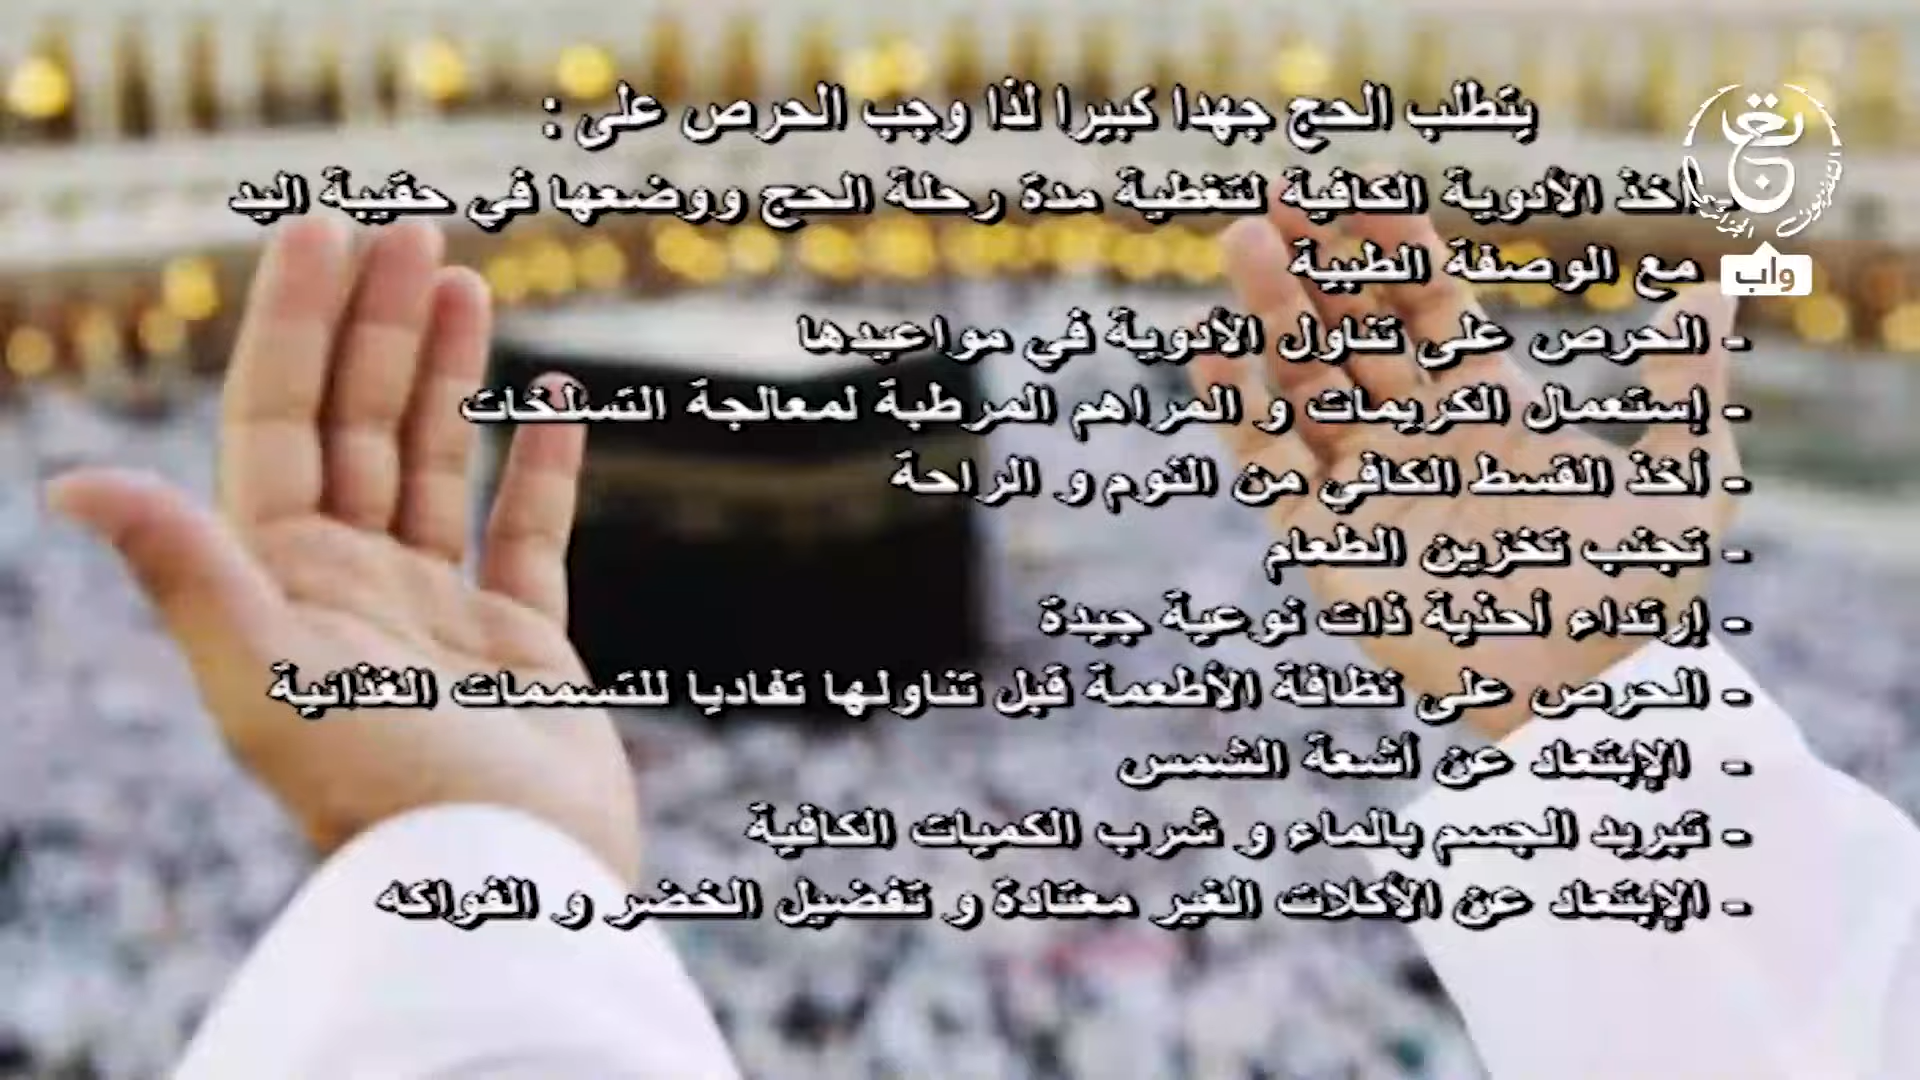 يتطلب الحج جهدا كبيرا لذا وجب الحرص على :
أخذ الأدوية الكافية لتغطية مدة رحلة الحج ووضعها في حقيبة اليد
مع الوصفة الطبية
- الحرص على تناول الأدوية في مواعيدها
- إستعمال الكريمات و المراهم المرطبة لمعالجة التسلخات
- أخذ القسط الكافي من النوم و الراحة
- تجنب تخزين الطعام
- إرتداء أحذية ذات نوعية جيدة
- الحرص على نظافة الأطعمة قبل تناولها تفاديا للتسممات الغذائية
- الإبتعاد عن أشعة الشمس
- تبريد الجسم بالماء و شرب الكميات الكافية
- الإبتعاد عن الأكلات الغير معتادة و تفضيل الخضر و الفواكه
التلفزيون الجزائري
واب